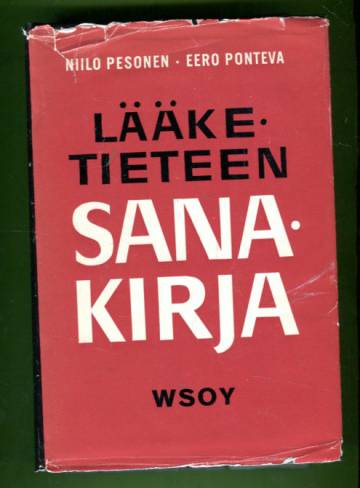 NIILO PESONEN · EERO PONTEVA
LÄÄKE·
TIETEEN
SANA·
KIRJA
WSOY